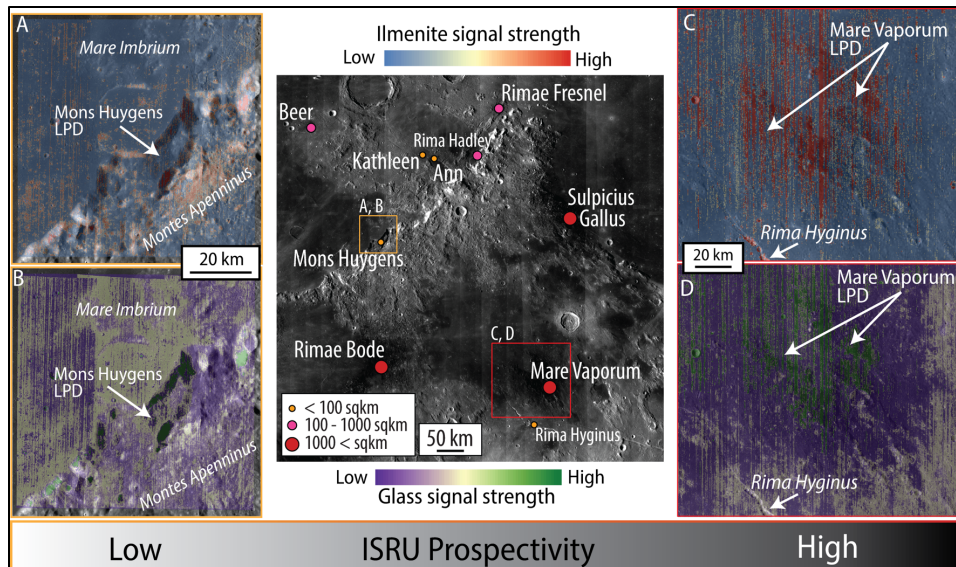 A
Mare Imbrium
Mons Huygens
LPD
Montes Apenninus
20 km
B
Mare Imbrium
Mons Huygens
LPD
Montes Apenninus
Ilmenite signal strength
Low
High
Rimae Fresnel
Beer
Rima Hadley
Kathleen
Ann
A, B
Sulpicius
Gallus
Mons Huygens
C, D
Rimae Bode
Mare Vaporum
< 100 sqkm
100 - 1000 sqkm
1000 < sqkm
50 km
Rima Hyginus
Low
High
Glass signal strength
C
Mare Vaporum
LPD
Rima Hyginus
20 km
D
Mare Vaporum
LPD
Rima Hyginus
Low
ISRU Prospectivity
High